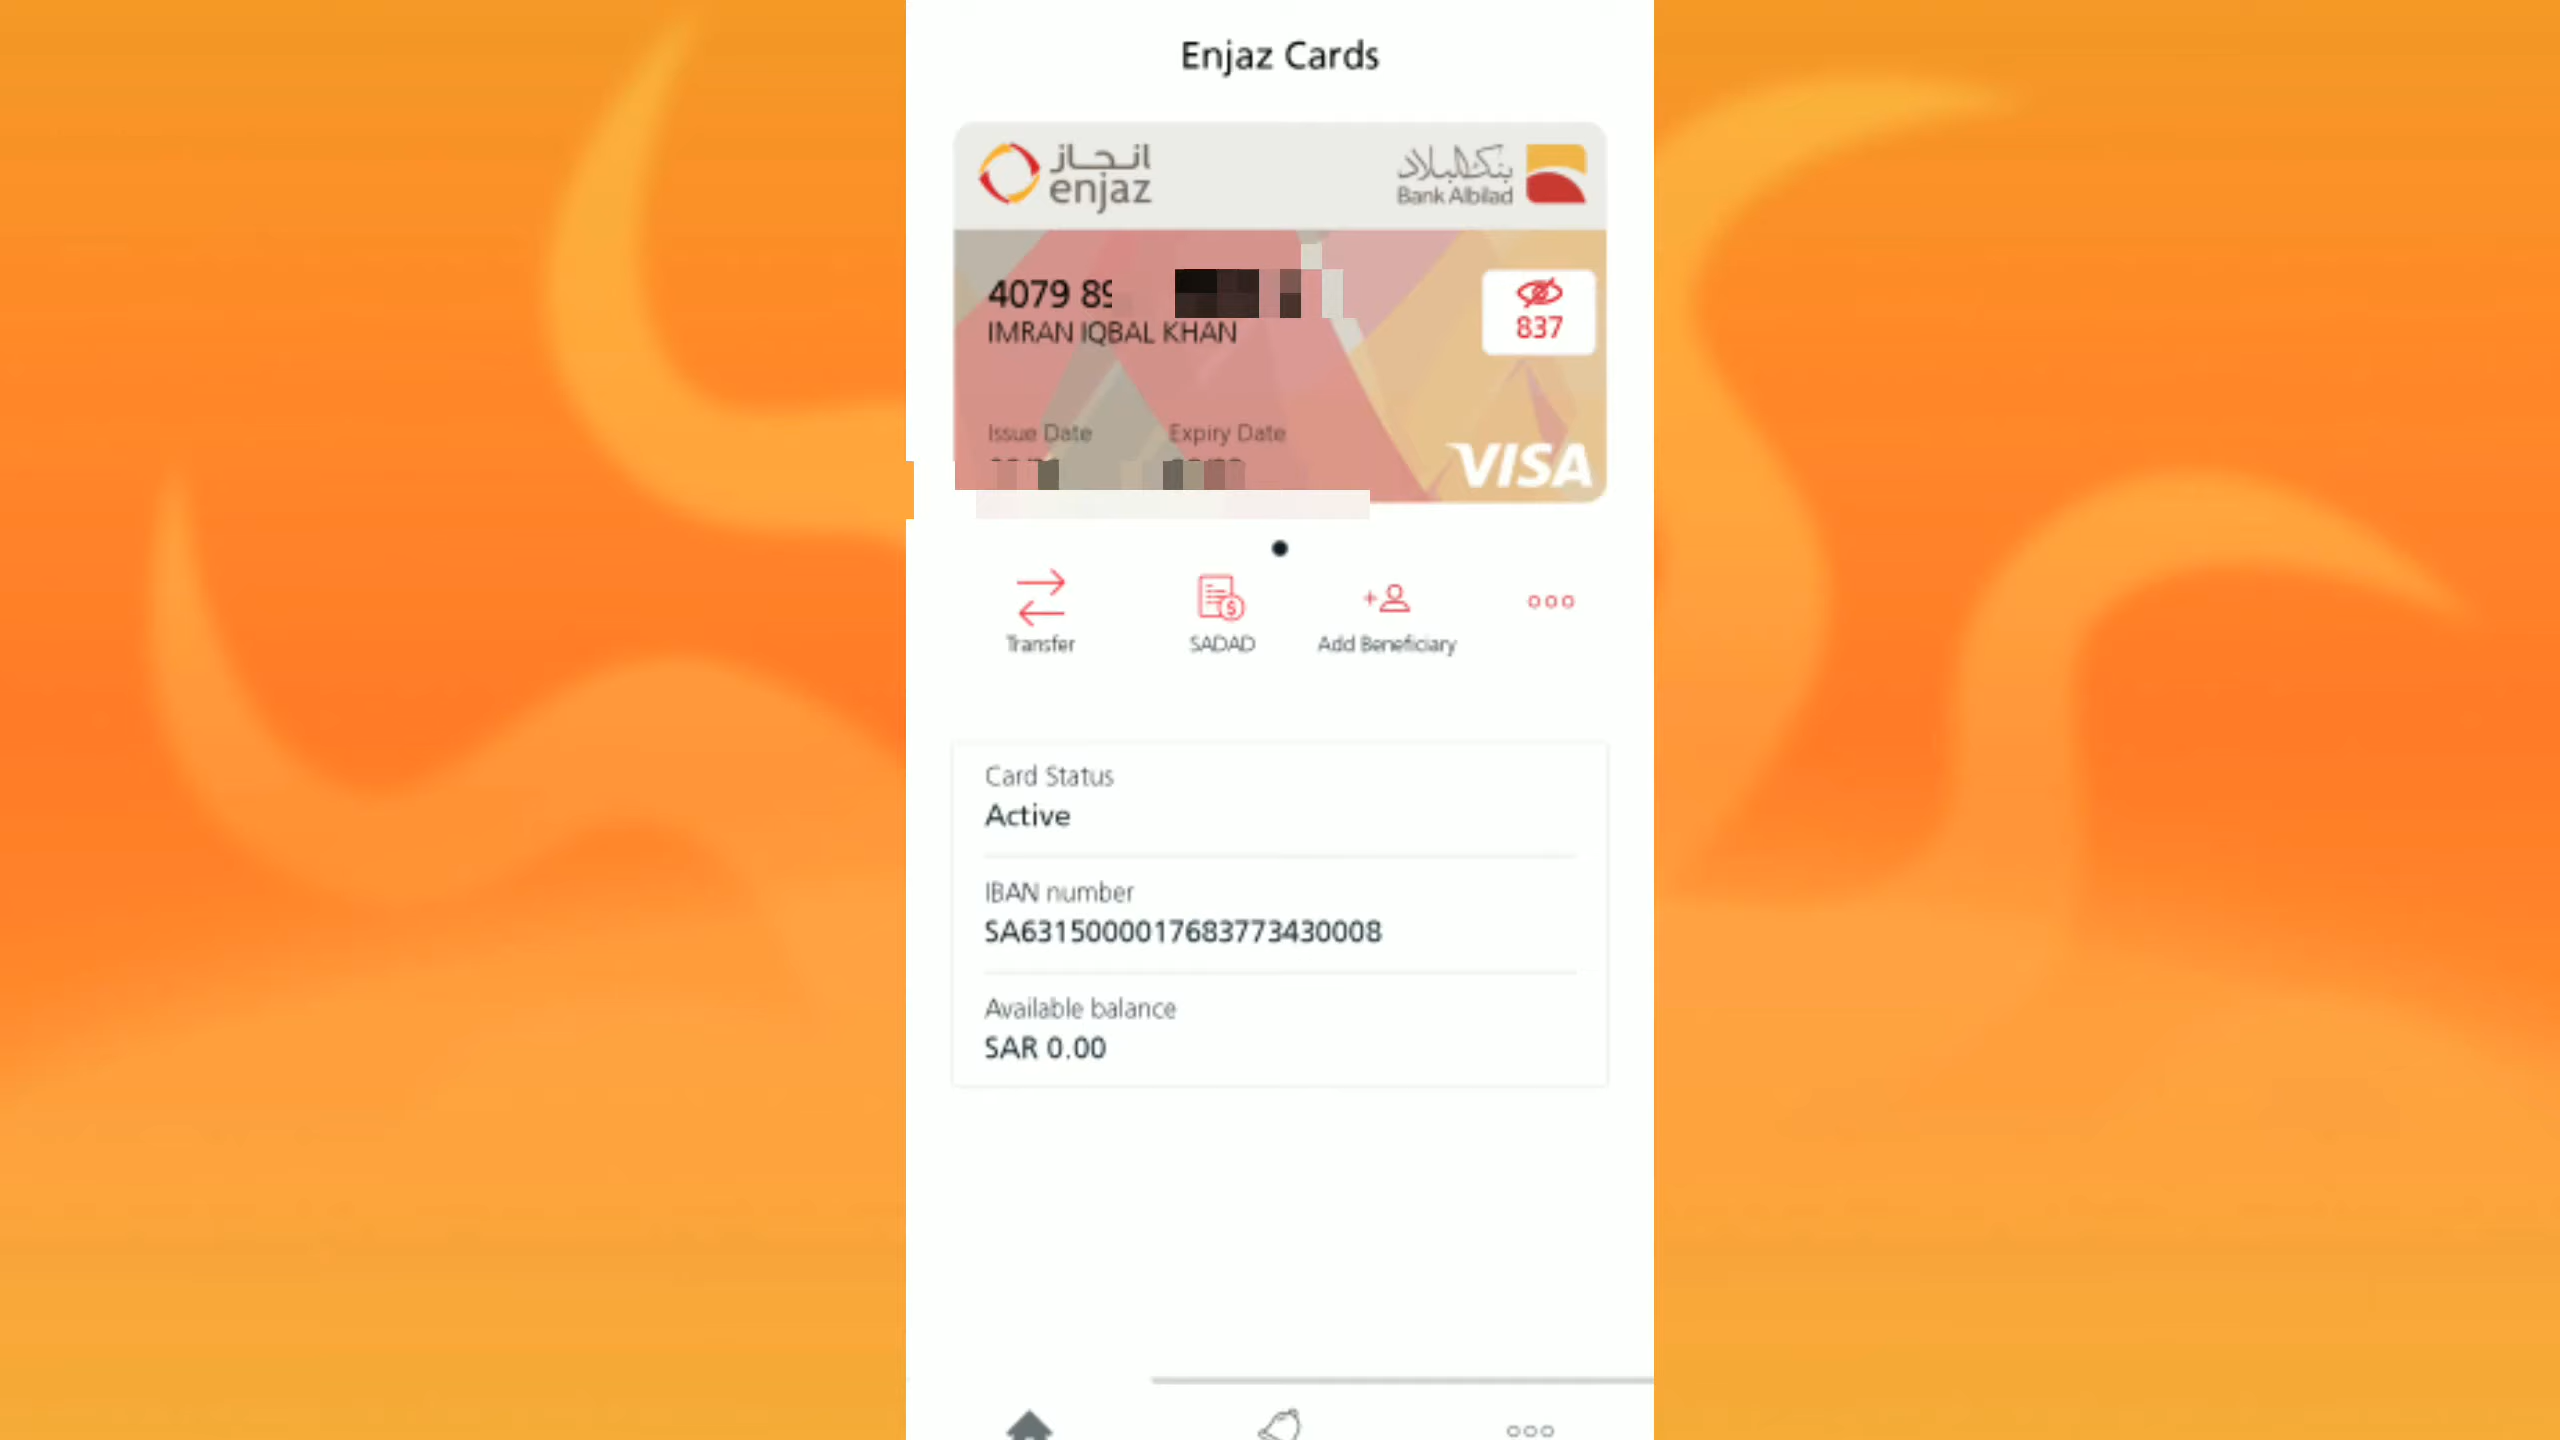 Enjaz Cards
انجاز
enjaz
بنك البلاد
Bank Albilad
4079 89
IMRAN IQBAL KHAN
837
Issue Date
Expiry Date
VISA
Transfer
SADAD
Add Beneficiary
Card Status
Active
IBAN number
SA6315000017683773430008
Available balance
SAR 0.00